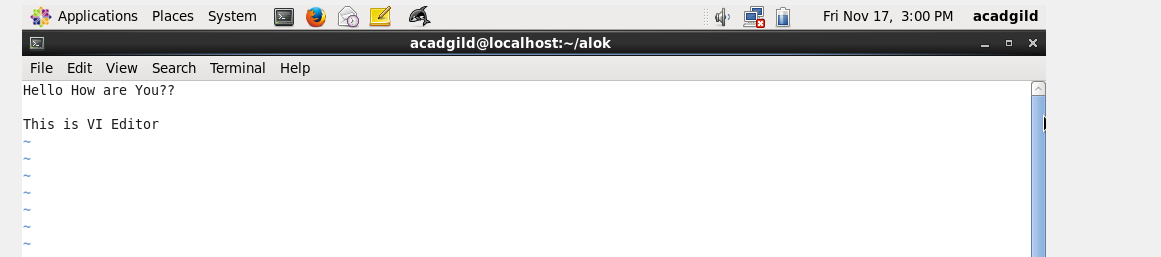 Applications Places System Fri Nov 17, 3:00 PM acadgild
acadgild@localhost:~/alok
File Edit View Search Terminal Help
Hello How are You??
This is VI Editor
~
~
~
~
~
~
~